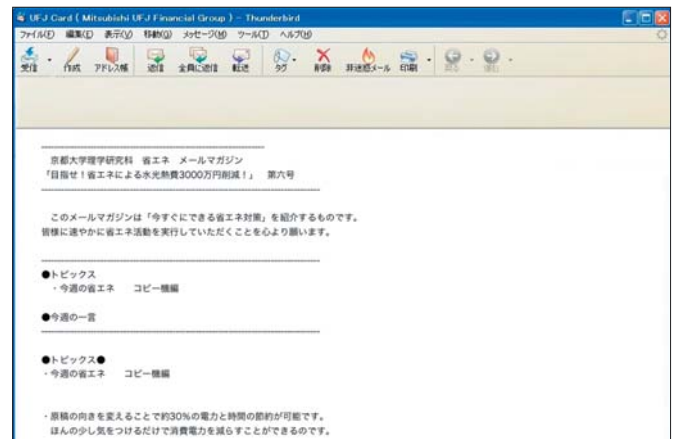 UFJ Card ( Mitsubishi UFJ Financial Group ) - Thunderbird
ファイル(F) 編集(E) 表示(V) 移動(G) メッセージ(M) ツール(T) ヘルプ(H)
受信 作成 アドレス帳 返信 全員に返信 転送 タグ 削除 非迷惑メール 印刷 戻る 進む
京都大学理学研究科 省エネ メールマガジン
「目指せ！省エネによる水光熱費3000万円削減！」 第六号
このメールマガジンは「今すぐにできる省エネ対策」を紹介するものです。
皆様に速やかに省エネ活動を実行していただくことを心より願います。
●トピックス
・今週の省エネ コピー機編
●今週の一言
●トピックス●
・今週の省エネ コピー機編
・原稿の向きを変えることで約30%の電力と時間の節約が可能です。
ほんの少し気をつけるだけで消費電力を減らすことができるのです。